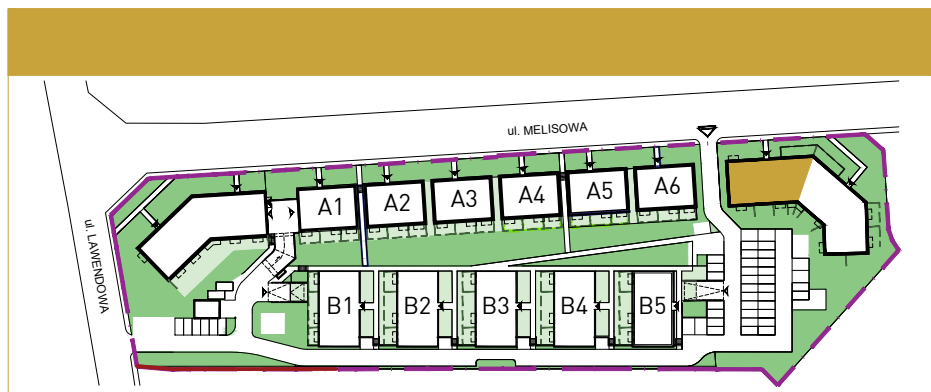 ul. MELISOWA
A1 A2 A3 A4 A5 A6
ul. LAWENDOWA
B1 B2 B3 B4 B5